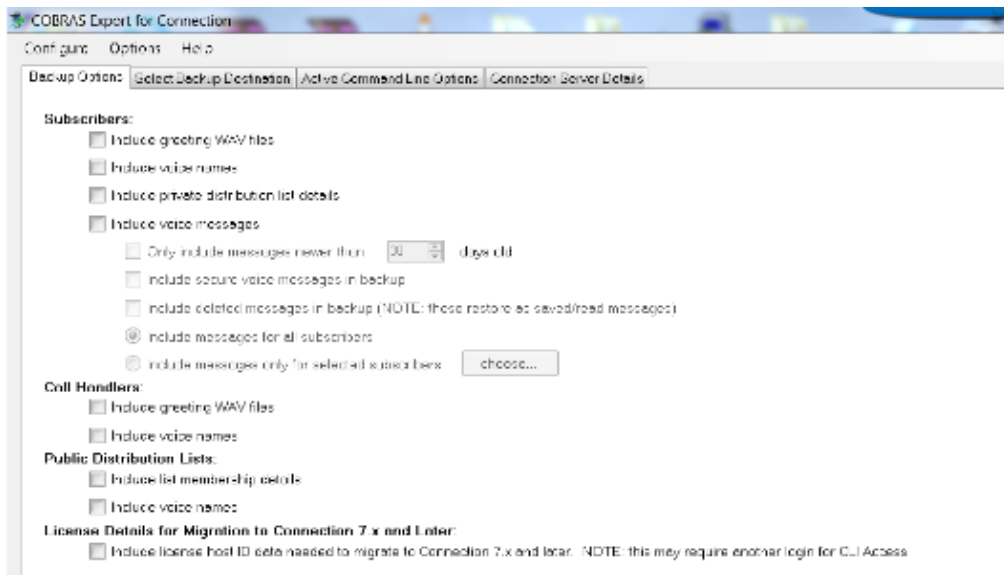 COBRAS Export for Connection
Configure Options Help
Backup Options Select Backup Destination Active Command Line Options Connection Server Details
Subscribers:
Include greeting WAV files
Include voice names
Include private distribution list details
Include voice messages
Only include messages newer than 30 days old
Include secure voice messages in backup
Include deleted messages in backup (NOTE: these restore as saved/read messages)
Include messages for all subscribers
Include messages only for selected subscribers choose...
Call Handlers:
Include greeting WAV files
Include voice names
Public Distribution Lists:
Include list membership details
Include voice names
License Details for Migration to Connection 7.x and Later:
Include license host ID data needed to migrate to Connection 7.x and later. NOTE: this may require another login for CLI Access